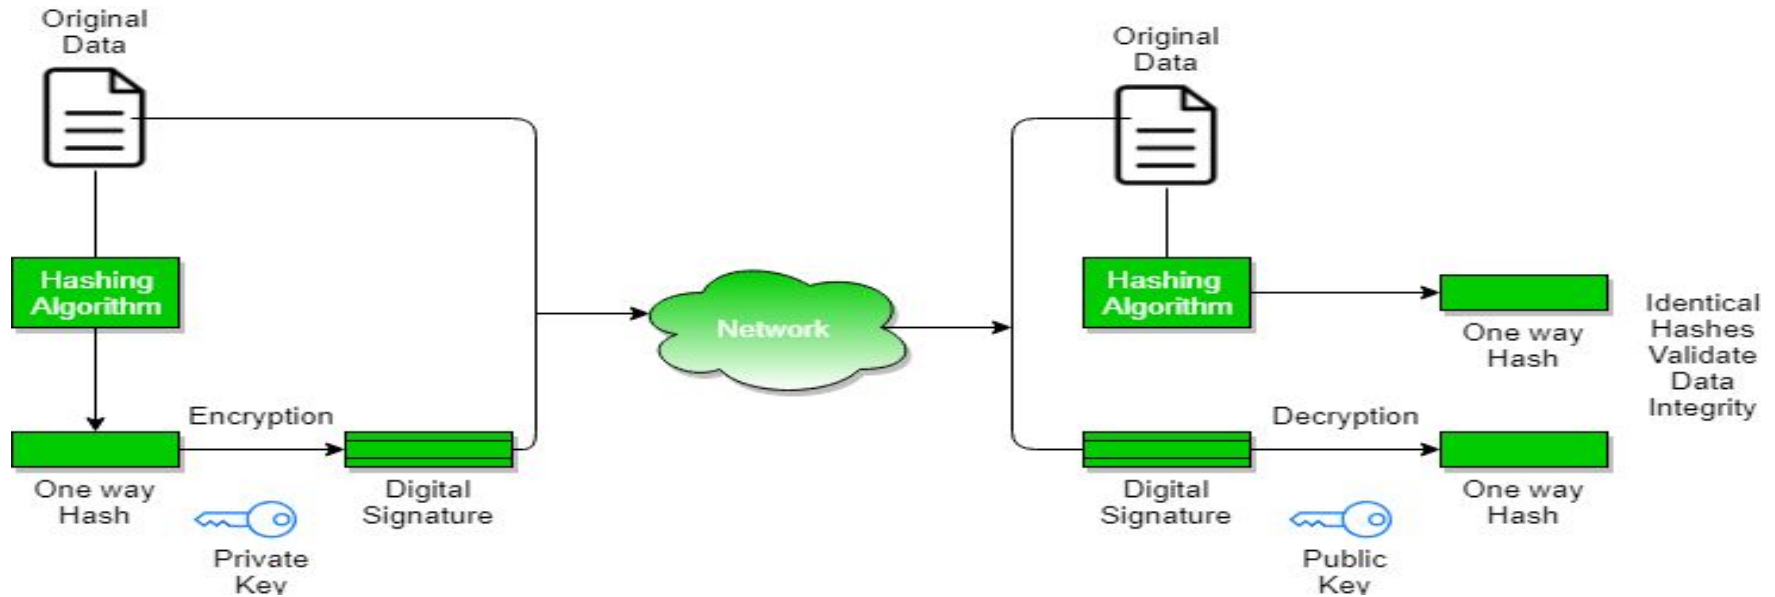 Original
Data
Hashing
Algorithm
One way
Hash
Encryption
Private
Key
Digital
Signature
Network
Original
Data
Hashing
Algorithm
One way
Hash
Identical
Hashes
Validate
Data
Integrity
Digital
Signature
Decryption
Public
Key
One way
Hash